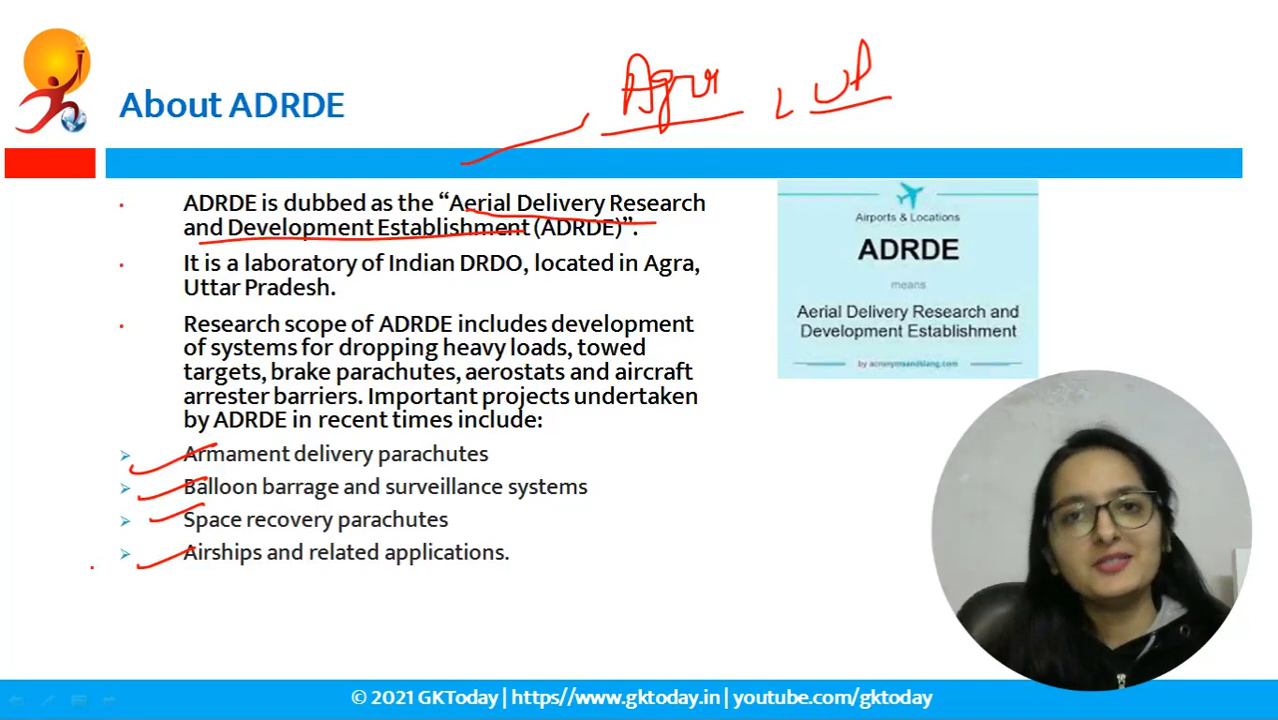 Agra, UP
About ADRDE
ADRDE is dubbed as the “Aerial Delivery Research
and Development Establishment (ADRDE)”.
It is a laboratory of Indian DRDO, located in Agra,
Uttar Pradesh.
Research scope of ADRDE includes development
of systems for dropping heavy loads, towed
targets, brake parachutes, aerostats and aircraft
arrester barriers. Important projects undertaken
by ADRDE in recent times include:
Armament delivery parachutes
Balloon barrage and surveillance systems
Space recovery parachutes
Airships and related applications.
Airports & Locations
ADRDE
means
Aerial Delivery Research and
Development Establishment
by acronymsandslang.com
© 2021 GKToday | https//www.gktoday.in | youtube.com/gktoday